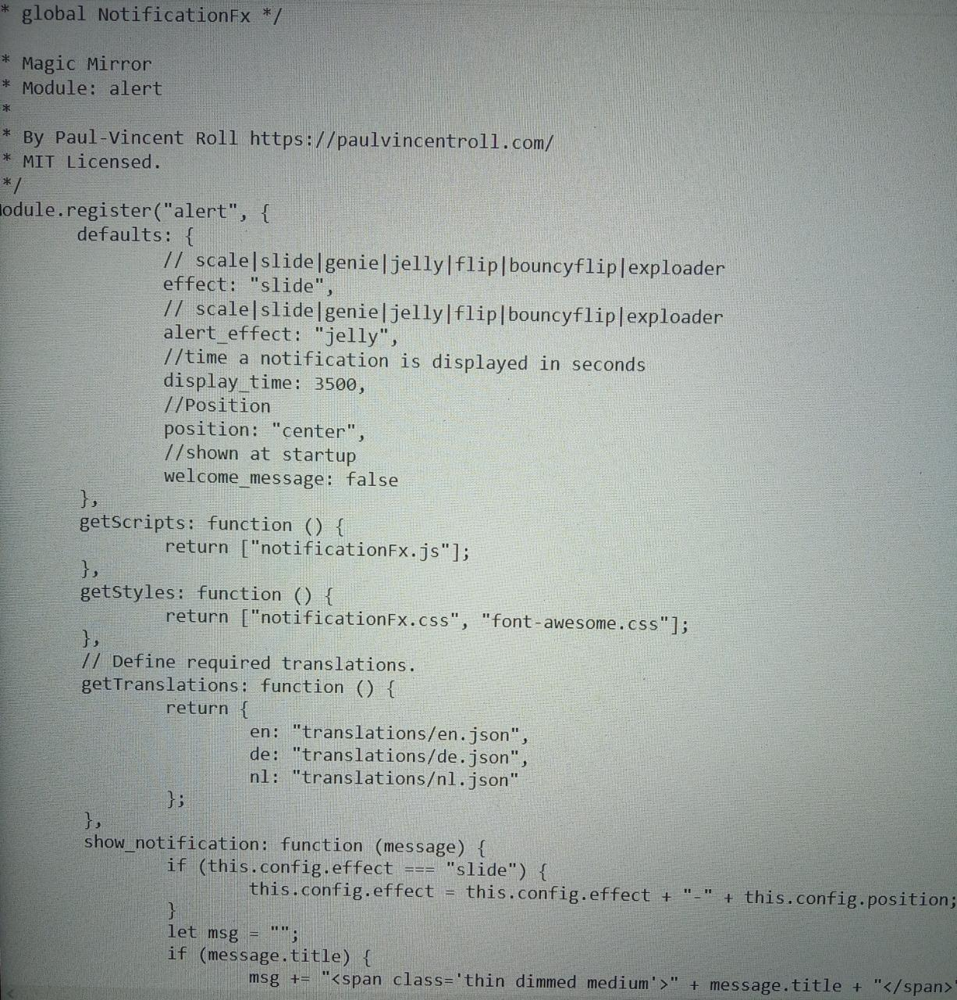 * global NotificationFx */
* Magic Mirror
* Module: alert
*
* By Paul-Vincent Roll https://paulvincentroll.com/
* MIT Licensed.
*/
odule.register("alert", {
defaults: {
// scale|slide|genie|jelly|flip|bouncyflip|exploader
effect: "slide",
// scale|slide|genie|jelly|flip|bouncyflip|exploader
alert_effect: "jelly",
//time a notification is displayed in seconds
display_time: 3500,
//Position
position: "center",
//shown at startup
welcome_message: false
},
getScripts: function () {
return ["notificationFx.js"];
},
getStyles: function () {
return ["notificationFx.css", "font-awesome.css"];
},
// Define required translations.
getTranslations: function () {
return {
en: "translations/en.json",
de: "translations/de.json",
nl: "translations/nl.json"
};
},
show_notification: function (message) {
if (this.config.effect === "slide") {
this.config.effect = this.config.effect + "-" + this.config.position;
}
let msg = "";
if (message.title) {
msg += "<span class='thin dimmed medium'>" + message.title + "</span>"